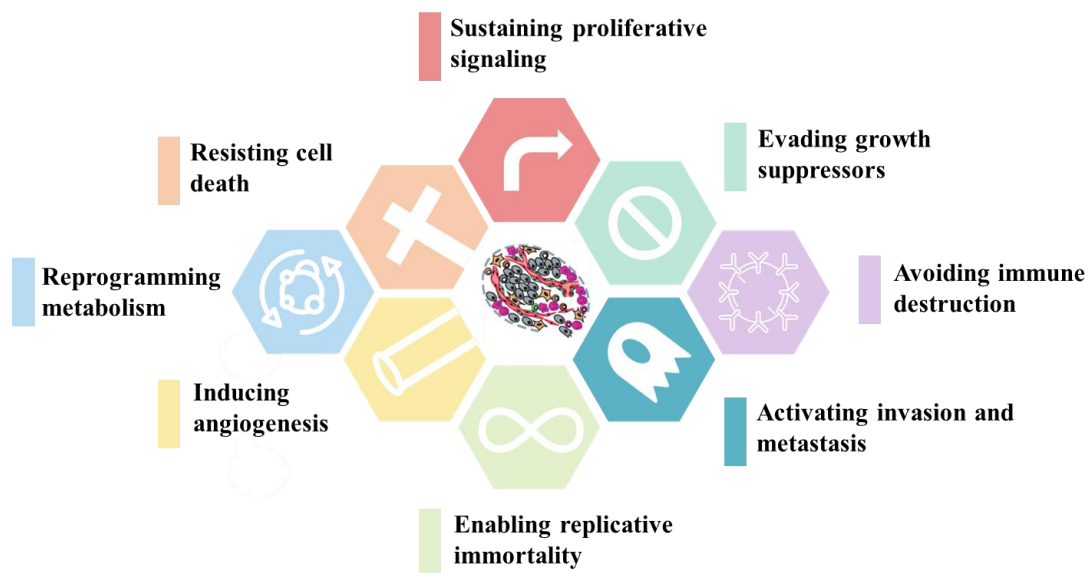 Sustaining proliferative
signaling
Resisting cell
death
Evading growth
suppressors
Reprogramming
metabolism
Avoiding immune
destruction
Inducing
angiogenesis
Activating invasion and
metastasis
Enabling replicative
immortality